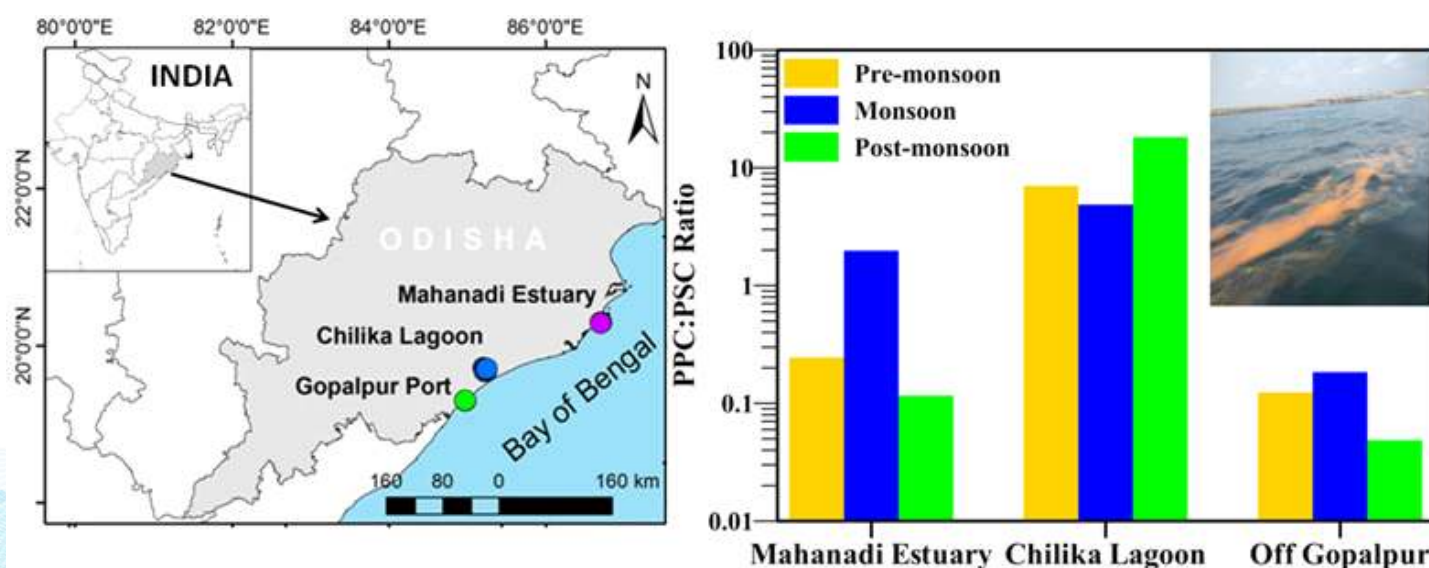 80°0'0"E 82°0'0"E 84°0'0"E 86°0'0"E
INDIA
N
22°0'0"N
ODISHA
Mahanadi Estuary
Chilika Lagoon
20°0'0"N
Gopalpur Port
Bay of Bengal
160 80 0 160 km
PPC:PSC Ratio
100
10
1
0.1
0.01
Pre-monsoon
Monsoon
Post-monsoon
Mahanadi Estuary Chilika Lagoon Off Gopalpur